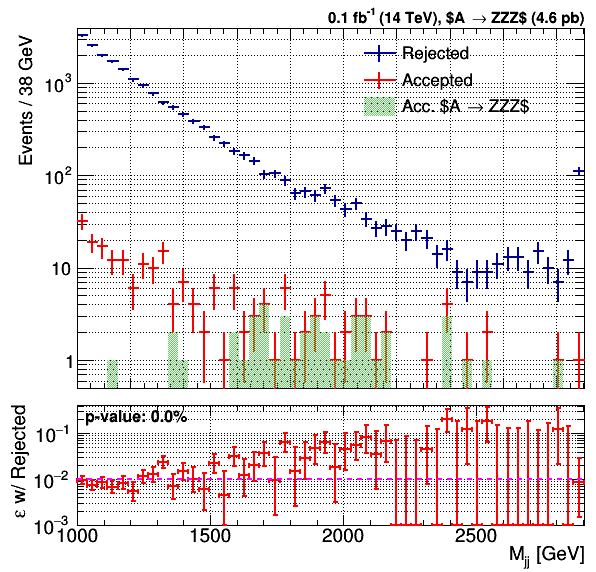 0.1 fb⁻¹ (14 TeV), $A → ZZZ$ (4.6 pb)
Events / 38 GeV
10³
10²
10
1
Rejected
Accepted
Acc. $A → ZZZ$
p-value: 0.0%
ε w/ Rejected
10⁻¹
10⁻²
10⁻³
1000 1500 2000 2500
M_jj [GeV]